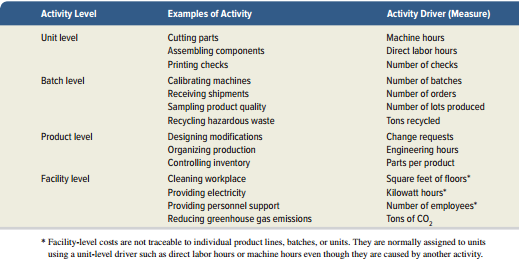 Activity Level Examples of Activity Activity Driver (Measure)
Unit level Cutting parts Machine hours
Assembling components Direct labor hours
Printing checks Number of checks
Batch level Calibrating machines Number of batches
Receiving shipments Number of orders
Sampling product quality Number of lots produced
Recycling hazardous waste Tons recycled
Product level Designing modifications Change requests
Organizing production Engineering hours
Controlling inventory Parts per product
Facility level Cleaning workplace Square feet of floors*
Providing electricity Kilowatt hours*
Providing personnel support Number of employees*
Reducing greenhouse gas emissions Tons of CO₂
* Facility-level costs are not traceable to individual product lines, batches, or units. They are normally assigned to units
using a unit-level driver such as direct labor hours or machine hours even though they are caused by another activity.